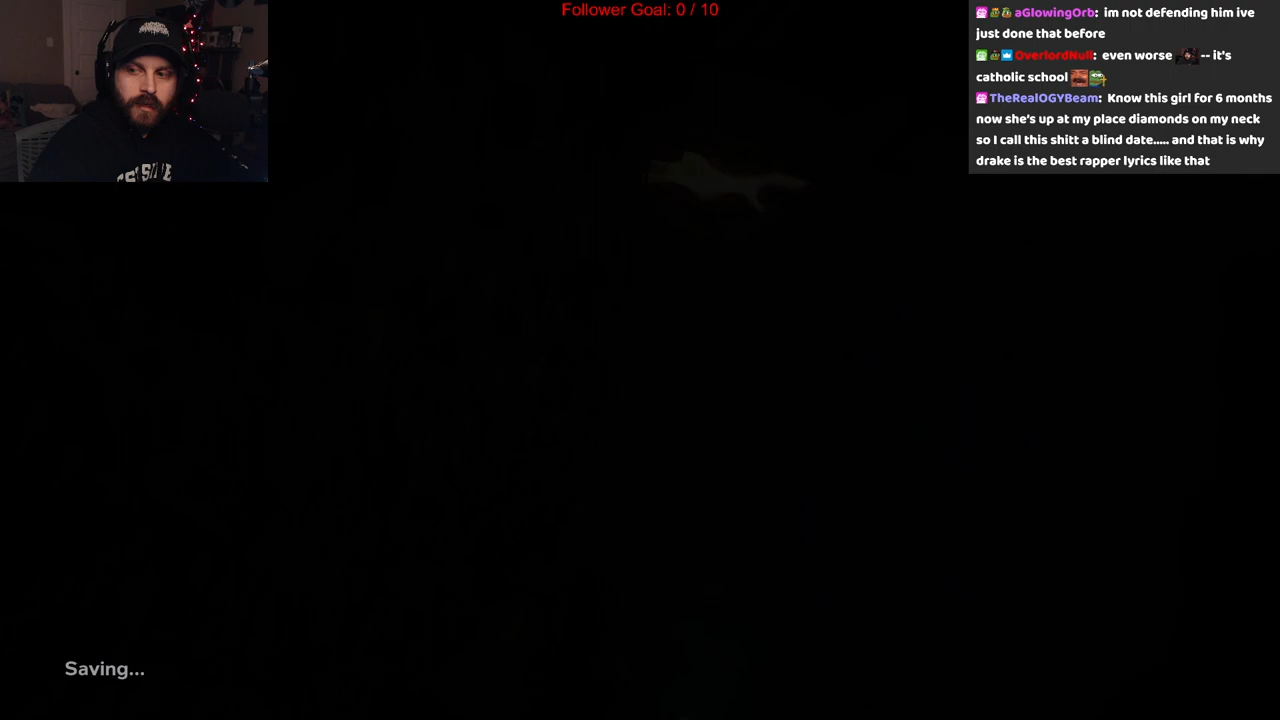 Follower Goal: 0 / 10
aGlowingOrb: im not defending him ive
just done that before
OverlordNull: even worse -- it's
catholic school
TheRealOGYBeam: Know this girl for 6 months
now she's up at my place diamonds on my neck
so I call this shitt a blind date..... and that is why
drake is the best rapper lyrics like that
Saving...